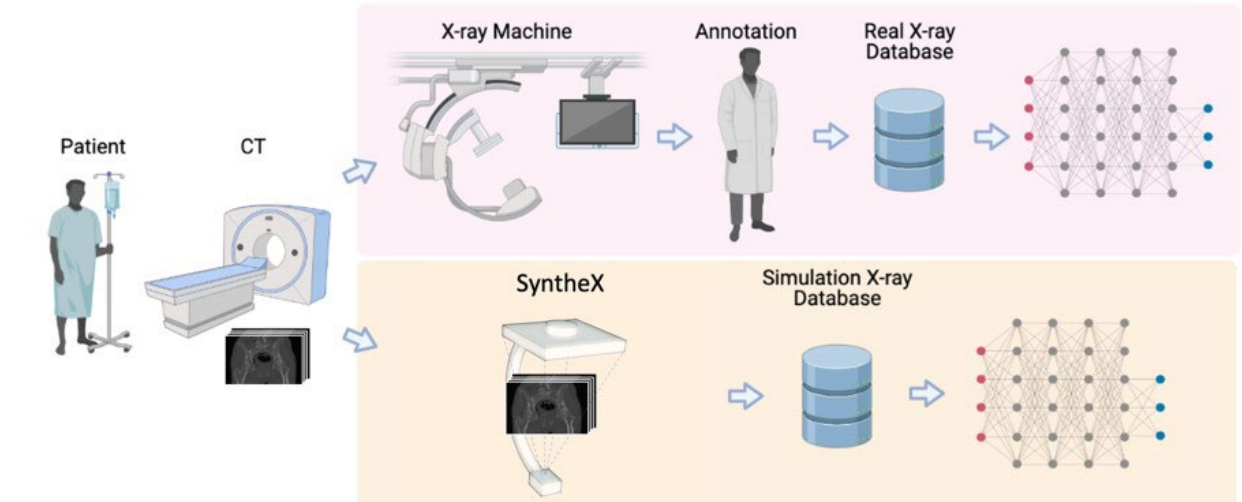 Patient
CT
X-ray Machine
Annotation
Real X-ray
Database
SyntheX
Simulation X-ray
Database